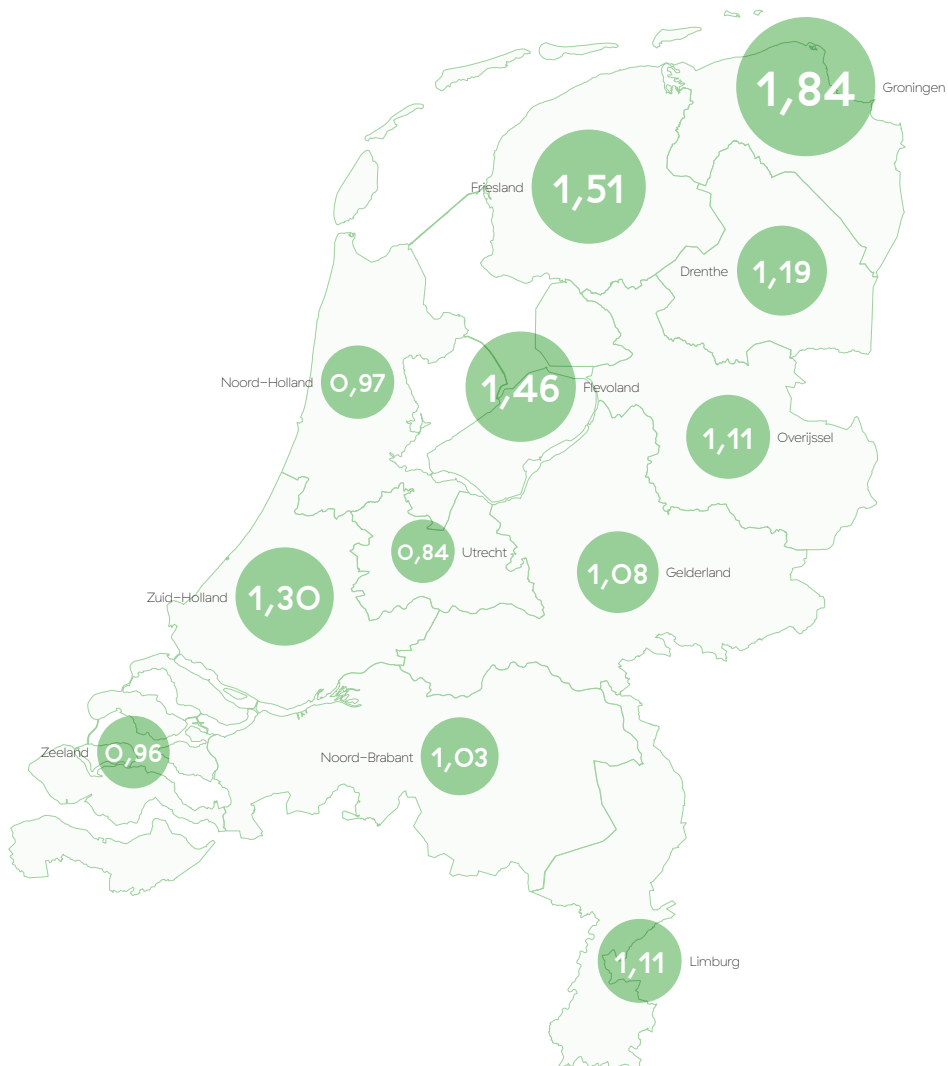 1,84 Groningen
Friesland 1,51
Drenthe 1,19
Noord-Holland 0,97
1,46 Flevoland
1,11 Overijssel
0,84 Utrecht
1,08 Gelderland
Zuid-Holland 1,30
Zeeland 0,96
Noord-Brabant 1,03
1,11 Limburg